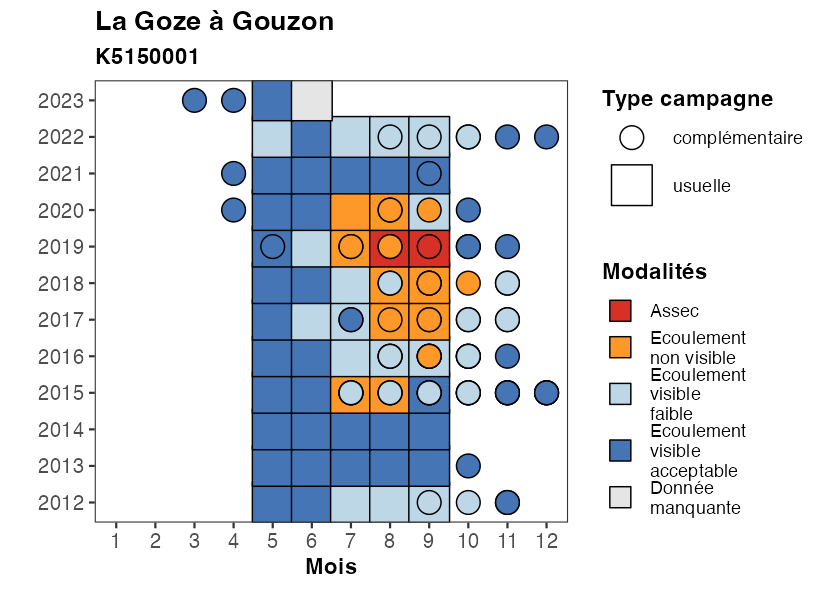 La Goze à Gouzon
K5150001
2023
2022
2021
2020
2019
2018
2017
2016
2015
2014
2013
2012
1 2 3 4 5 6 7 8 9 10 11 12
Mois
Type campagne
complémentaire
usuelle
Modalités
Assec
Ecoulement
non visible
Ecoulement
visible
faible
Ecoulement
visible
acceptable
Donnée
manquante